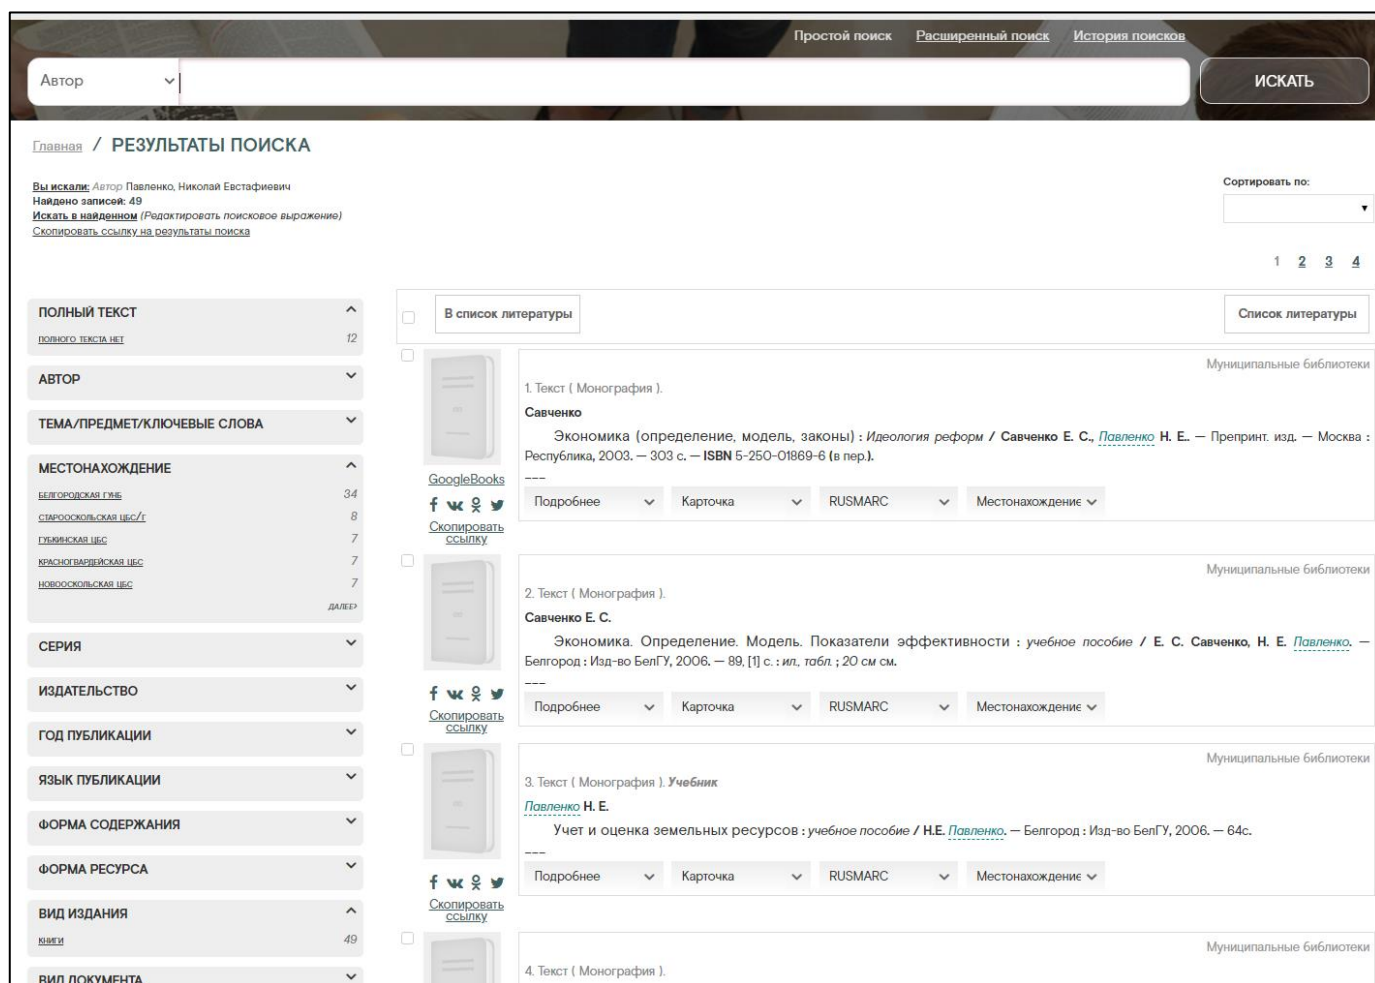 Простой поиск Расширенный поиск История поисков
Автор ИСКАТЬ
Главная / РЕЗУЛЬТАТЫ ПОИСКА
Вы искали: Автор Павленко, Николай Евстафиевич
Найдено записей: 49
Искать в найденном (Редактировать поисковое выражение)
Скопировать ссылку на результаты поиска
Сортировать по:
1 2 3 4
ПОЛНЫЙ ТЕКСТ
ПОЛНОГО ТЕКСТА НЕТ 12
АВТОР
ТЕМА/ПРЕДМЕТ/КЛЮЧЕВЫЕ СЛОВА
МЕСТОНАХОЖДЕНИЕ
БЕЛГОРОДСКАЯ ГУНБ 34
СТАРООСКОЛЬСКАЯ ЦБС/Г 8
ГУБКИНСКАЯ ЦБС 7
КРАСНОГВАРДЕЙСКАЯ ЦБС 7
НОВООСКОЛЬСКАЯ ЦБС 7
ДАЛЕЕ>
СЕРИЯ
ИЗДАТЕЛЬСТВО
ГОД ПУБЛИКАЦИИ
ЯЗЫК ПУБЛИКАЦИИ
ФОРМА СОДЕРЖАНИЯ
ФОРМА РЕСУРСА
ВИД ИЗДАНИЯ
КНИГИ 49
ВИД ДОКУМЕНТА
В список литературы Список литературы
Муниципальные библиотеки
1. Текст ( Монография ).
Савченко
Экономика (определение, модель, законы) : Идеология реформ / Савченко Е. С., Павленко Н. Е.. — Препринт. изд. — Москва :
Республика, 2003. — 303 с. — ISBN 5-250-01869-6 (в пер.).
---
GoogleBooks
Скопировать
ссылку
Подробнее Карточка RUSMARC Местонахождение
Муниципальные библиотеки
2. Текст ( Монография ).
Савченко Е. С.
Экономика. Определение. Модель. Показатели эффективности : учебное пособие / Е. С. Савченко, Н. Е. Павленко. —
Белгород : Изд-во БелГУ, 2006. — 89, [1] с. : ил., табл. ; 20 см см.
---
Скопировать
ссылку
Подробнее Карточка RUSMARC Местонахождение
Муниципальные библиотеки
3. Текст ( Монография ). Учебник
Павленко Н. Е.
Учет и оценка земельных ресурсов : учебное пособие / Н.Е. Павленко. — Белгород : Изд-во БелГУ, 2006. — 64с.
---
Скопировать
ссылку
Подробнее Карточка RUSMARC Местонахождение
Муниципальные библиотеки
4. Текст ( Монография ).